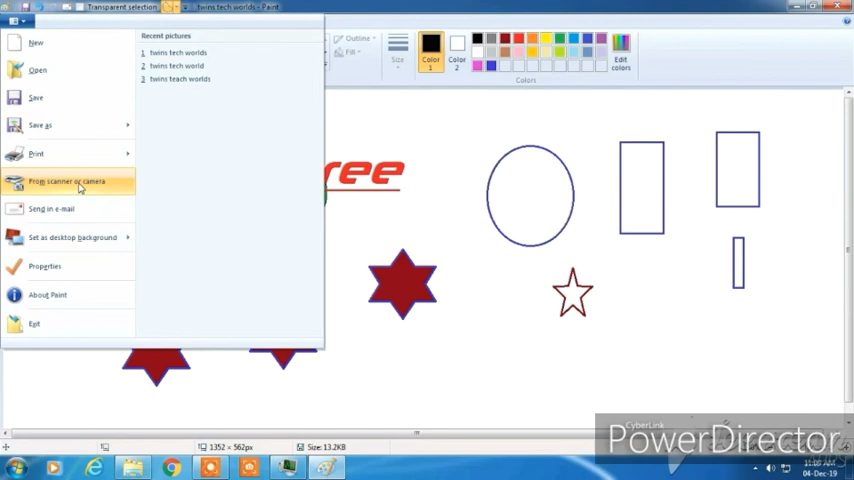 Transparent selection
twins tech worlds - Paint
New
Open
Save
Save as
Print
From scanner or camera
Send in e-mail
Set as desktop background
Properties
About Paint
Exit
Recent pictures
1 twins tech worlds
2 twins tech world
3 twins teach worlds
Outline
Fill
Size
Color 1
Color 2
Edit colors
Colors
ree
1352 × 562px
Size: 13.2KB
CyberLink
PowerDirector
04-Dec-19